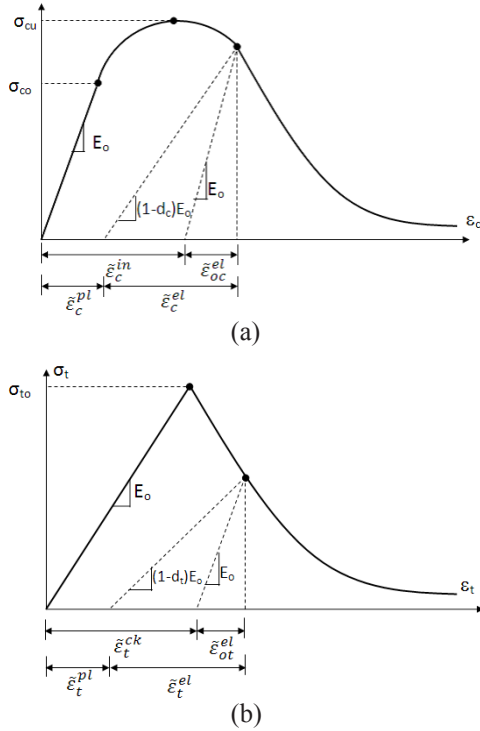 σcu
σco
Eo
Eo
(1-dc)Eo
εc
ε̃c^in
ε̃oc^el
ε̃c^pl
ε̃c^el
(a)
σt
σto
Eo
(1-dt)Eo
Eo
εt
ε̃t^ck
ε̃ot^el
ε̃t^pl
ε̃t^el
(b)